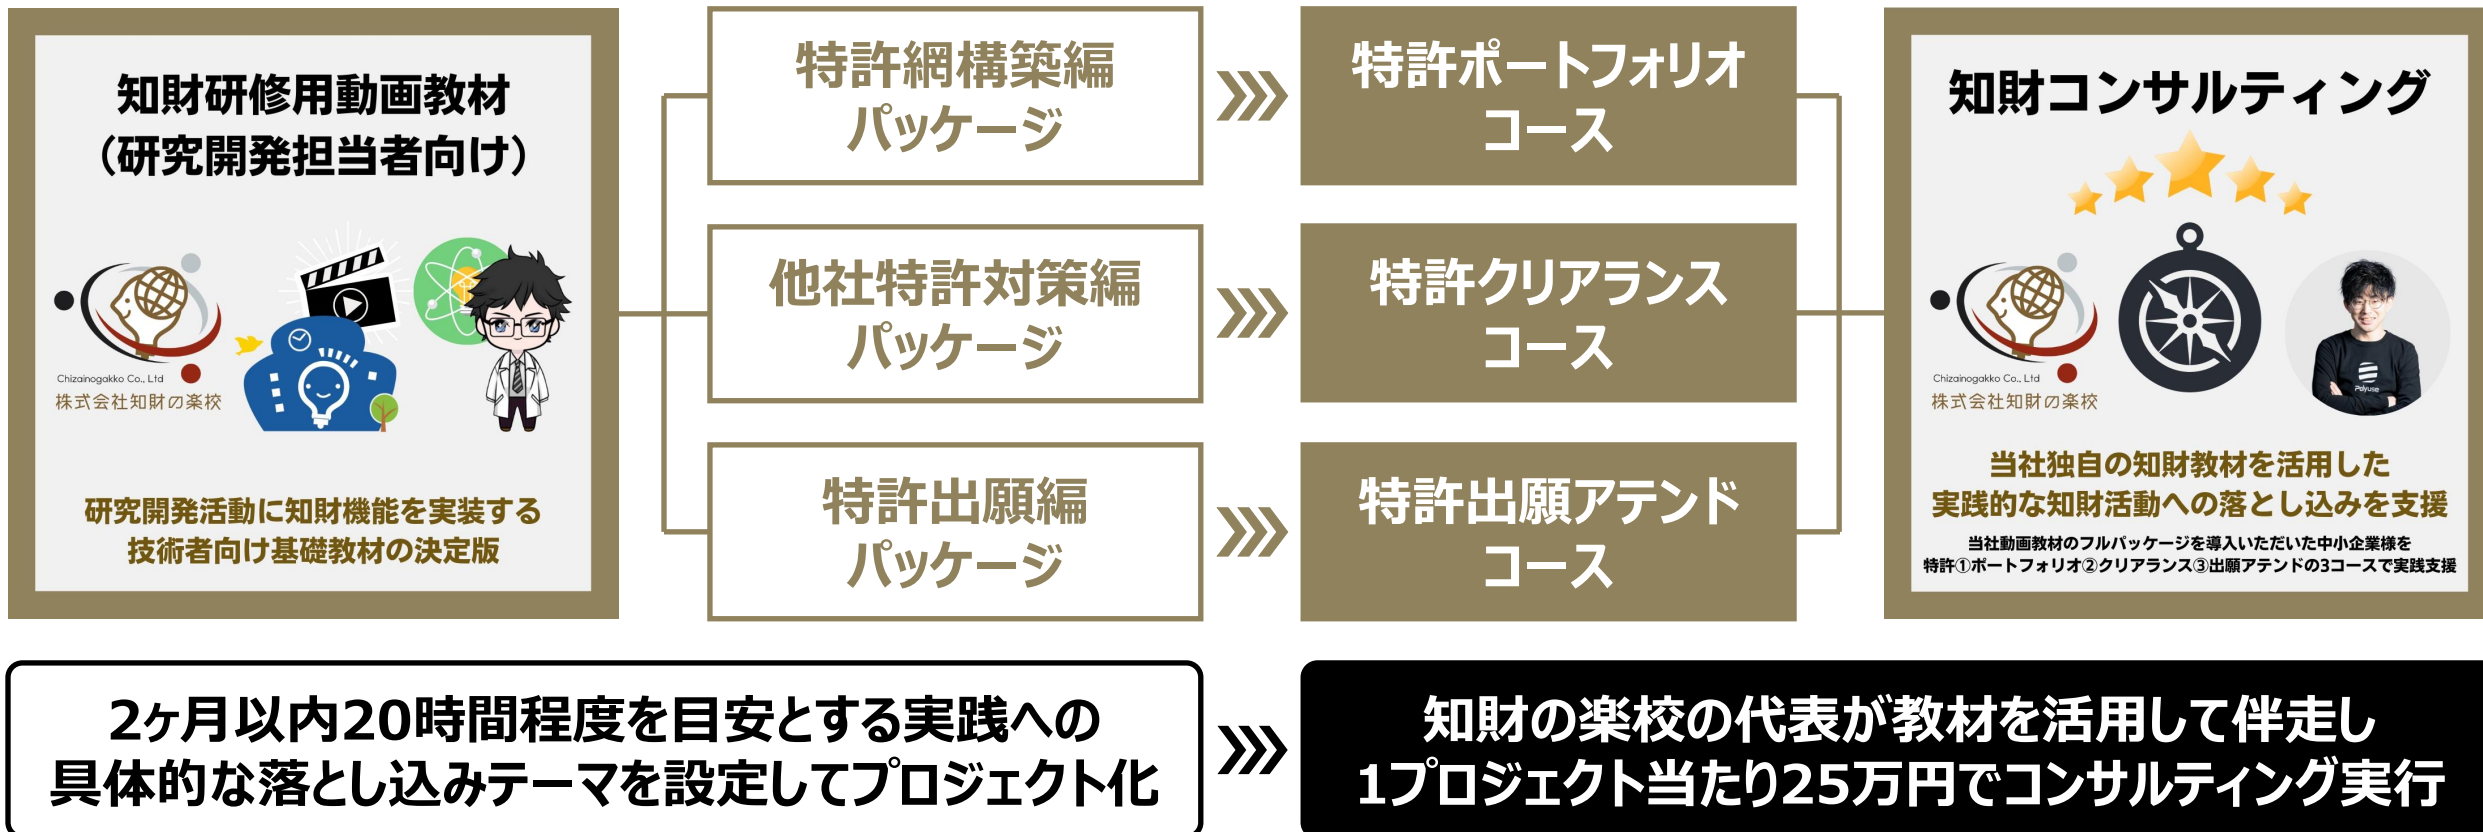 知財研修用動画教材
（研究開発担当者向け）
Chizainogakko Co., Ltd
株式会社知財の楽校
研究開発活動に知財機能を実装する
技術者向け基礎教材の決定版
特許網構築編
パッケージ
特許ポートフォリオ
コース
他社特許対策編
パッケージ
特許クリアランス
コース
特許出願編
パッケージ
特許出願アテンド
コース
知財コンサルティング
Chizainogakko Co., Ltd
株式会社知財の楽校
Polyuse
当社独自の知財教材を活用した
実践的な知財活動への落とし込みを支援
当社動画教材のフルパッケージを導入いただいた中小企業様を
特許①ポートフォリオ②クリアランス③出願アテンドの3コースで実践支援
2ヶ月以内20時間程度を目安とする実践への
具体的な落とし込みテーマを設定してプロジェクト化
知財の楽校の代表が教材を活用して伴走し
1プロジェクト当たり25万円でコンサルティング実行